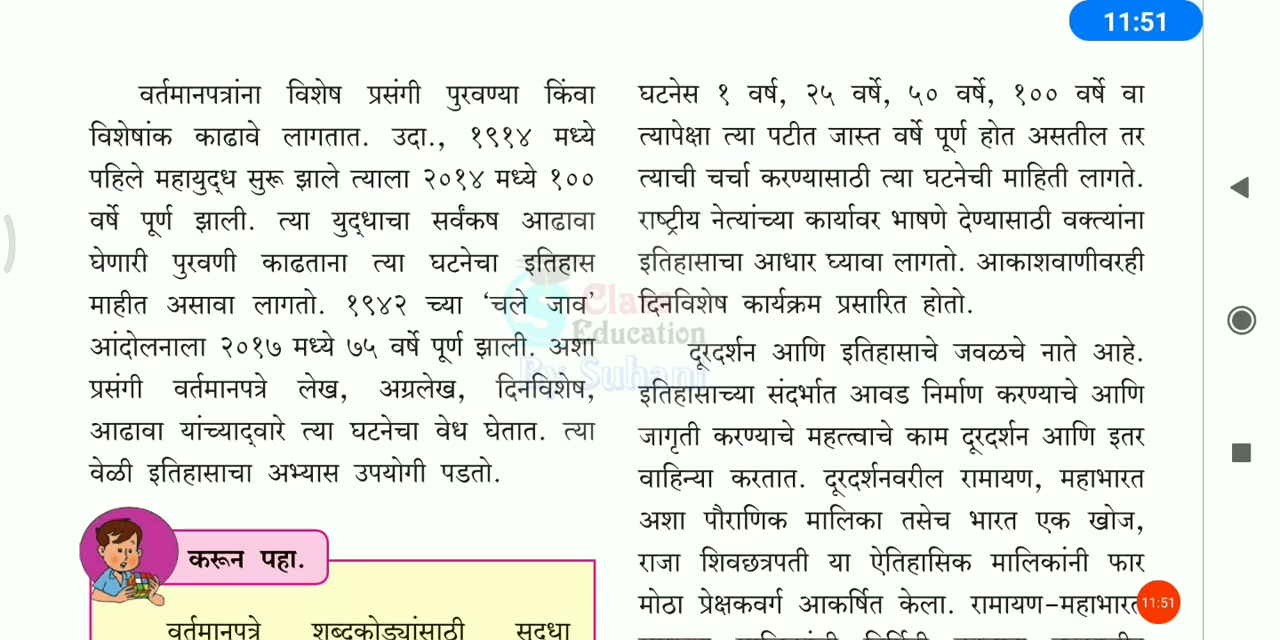 11:51
वर्तमानपत्रांना विशेष प्रसंगी पुरवण्या किंवा
विशेषांक काढावे लागतात. उदा., १९१४ मध्ये
पहिले महायुद्ध सुरू झाले त्याला २०१४ मध्ये १००
वर्षे पूर्ण झाली. त्या युद्धाचा सर्वंकष आढावा
घेणारी पुरवणी काढताना त्या घटनेचा इतिहास
माहीत असावा लागतो. १९४२ च्या ‘चले जाव’
आंदोलनाला २०१७ मध्ये ७५ वर्षे पूर्ण झाली. अशा
प्रसंगी वर्तमानपत्रे लेख, अग्रलेख, दिनविशेष,
आढावा यांच्याद्वारे त्या घटनेचा वेध घेतात. त्या
वेळी इतिहासाचा अभ्यास उपयोगी पडतो.
करून पहा.
वर्तमानपत्रे शब्दकोड्यांसाठी सुद्धा
घटनेस १ वर्ष, २५ वर्षे, ५० वर्षे, १०० वर्षे वा
त्यापेक्षा त्या पटीत जास्त वर्षे पूर्ण होत असतील तर
त्याची चर्चा करण्यासाठी त्या घटनेची माहिती लागते.
राष्ट्रीय नेत्यांच्या कार्यावर भाषणे देण्यासाठी वक्त्यांना
इतिहासाचा आधार घ्यावा लागतो. आकाशवाणीवरही
दिनविशेष कार्यक्रम प्रसारित होतो.
दूरदर्शन आणि इतिहासाचे जवळचे नाते आहे.
इतिहासाच्या संदर्भात आवड निर्माण करण्याचे आणि
जागृती करण्याचे महत्त्वाचे काम दूरदर्शन आणि इतर
वाहिन्या करतात. दूरदर्शनवरील रामायण, महाभारत
अशा पौराणिक मालिका तसेच भारत एक खोज,
राजा शिवछत्रपती या ऐतिहासिक मालिकांनी फार
मोठा प्रेक्षकवर्ग आकर्षित केला. रामायण-महाभारत
11:51
Class
Education
By Suhani